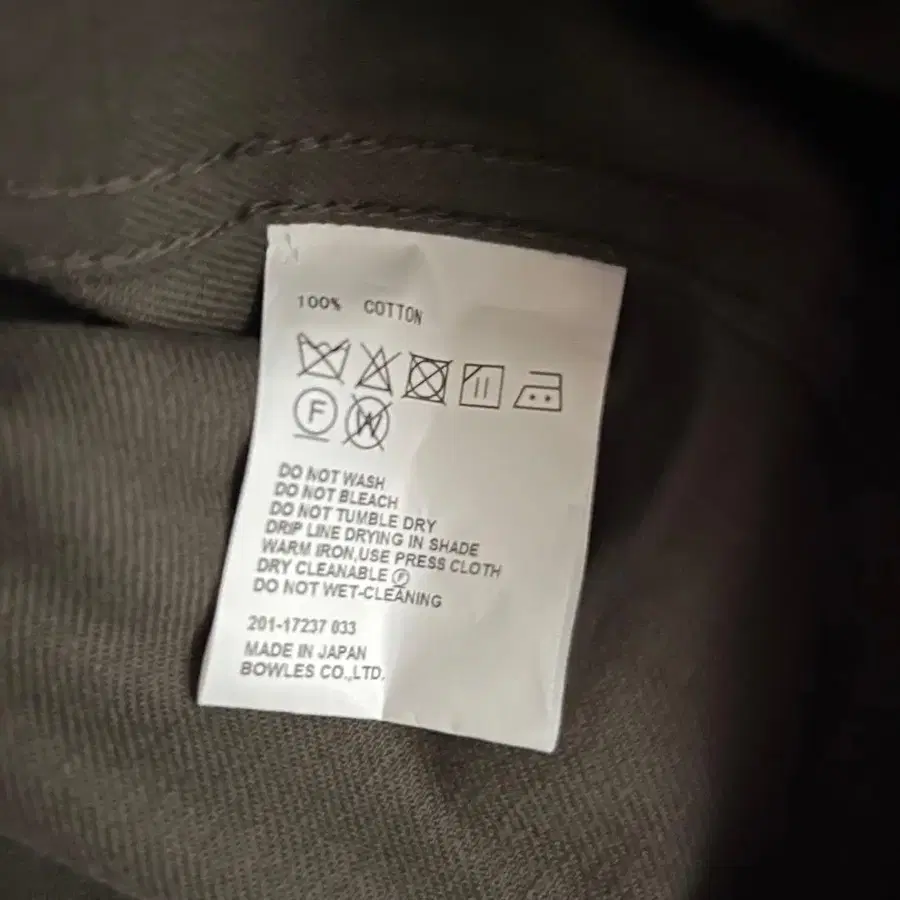 100% COTTON
F W
DO NOT WASH
DO NOT BLEACH
DO NOT TUMBLE DRY
DRIP LINE DRYING IN SHADE
WARM IRON,USE PRESS CLOTH
DRY CLEANABLE Ⓕ
DO NOT WET-CLEANING
201-17237 033
MADE IN JAPAN
BOWLES CO.,LTD.